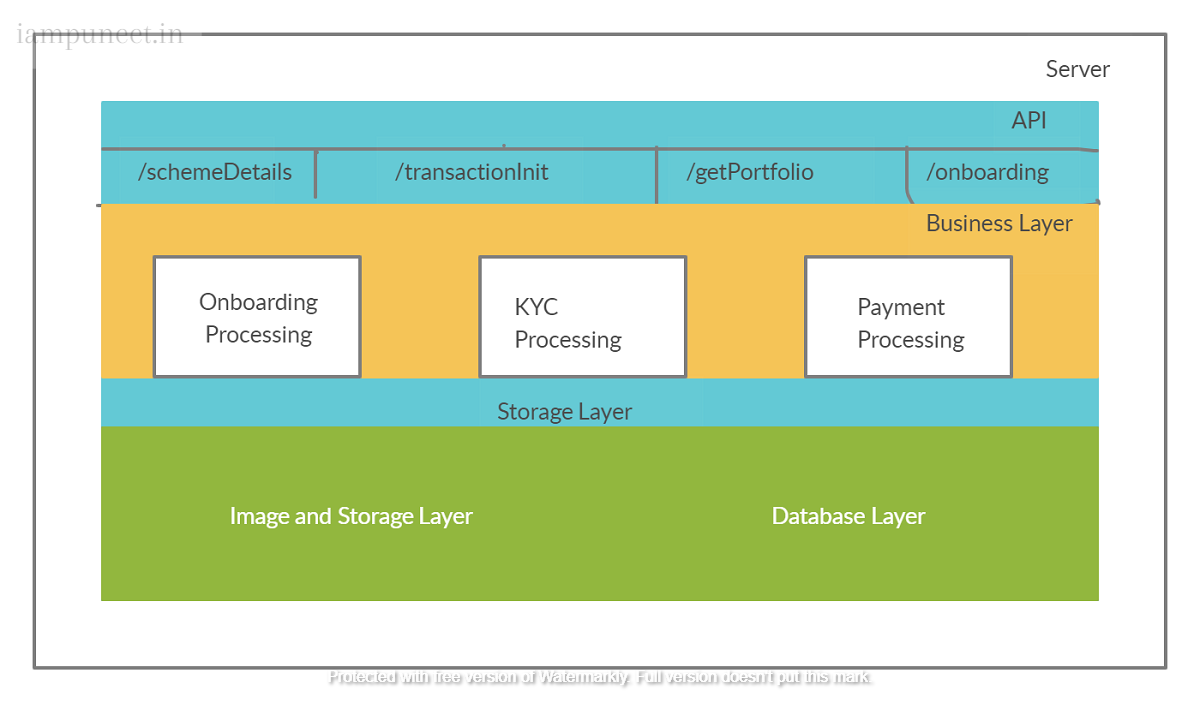 iampuneet.in
Server
API
/schemeDetails
/transactionInit
/getPortfolio
/onboarding
Business Layer
Onboarding
Processing
KYC
Processing
Payment
Processing
Storage Layer
Image and Storage Layer
Database Layer
Protected with free version of Watermarkly. Full version doesn't put this mark.